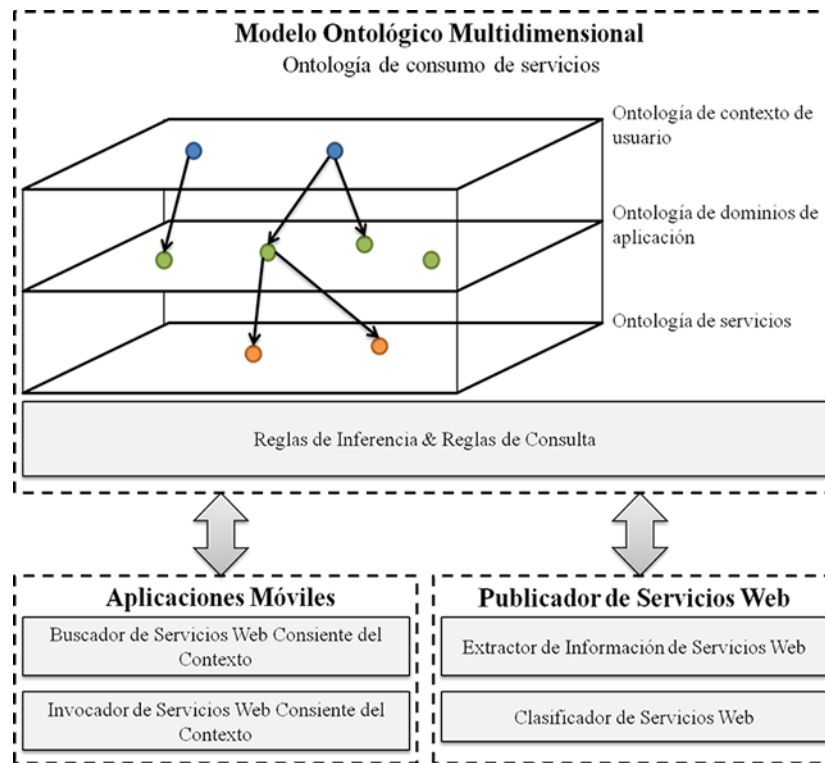 Modelo Ontológico Multidimensional
Ontología de consumo de servicios
Ontología de contexto de
usuario
Ontología de dominios de
aplicación
Ontología de servicios
Reglas de Inferencia & Reglas de Consulta
Aplicaciones Móviles
Buscador de Servicios Web Consiente del
Contexto
Invocador de Servicios Web Consiente del
Contexto
Publicador de Servicios Web
Extractor de Información de Servicios Web
Clasificador de Servicios Web